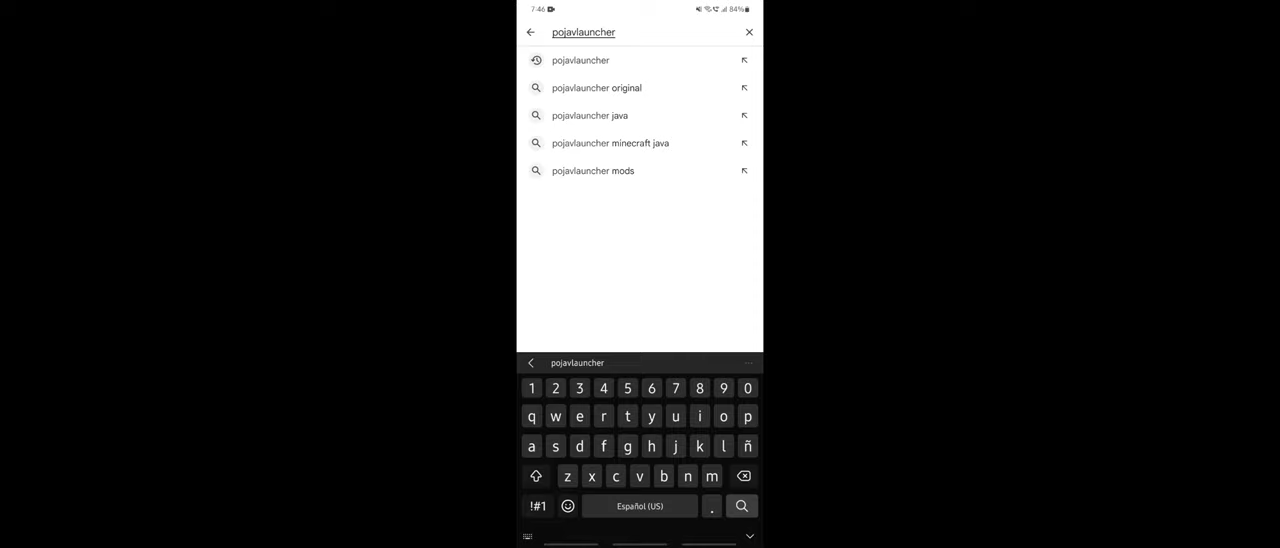 7:46
84%
pojavlauncher
pojavlauncher
pojavlauncher original
pojavlauncher java
pojavlauncher minecraft java
pojavlauncher mods
pojavlauncher ...
1 2 3 4 5 6 7 8 9 0
q w e r t y u i o p
a s d f g h j k l ñ
z x c v b n m
!#1 Español (US) .